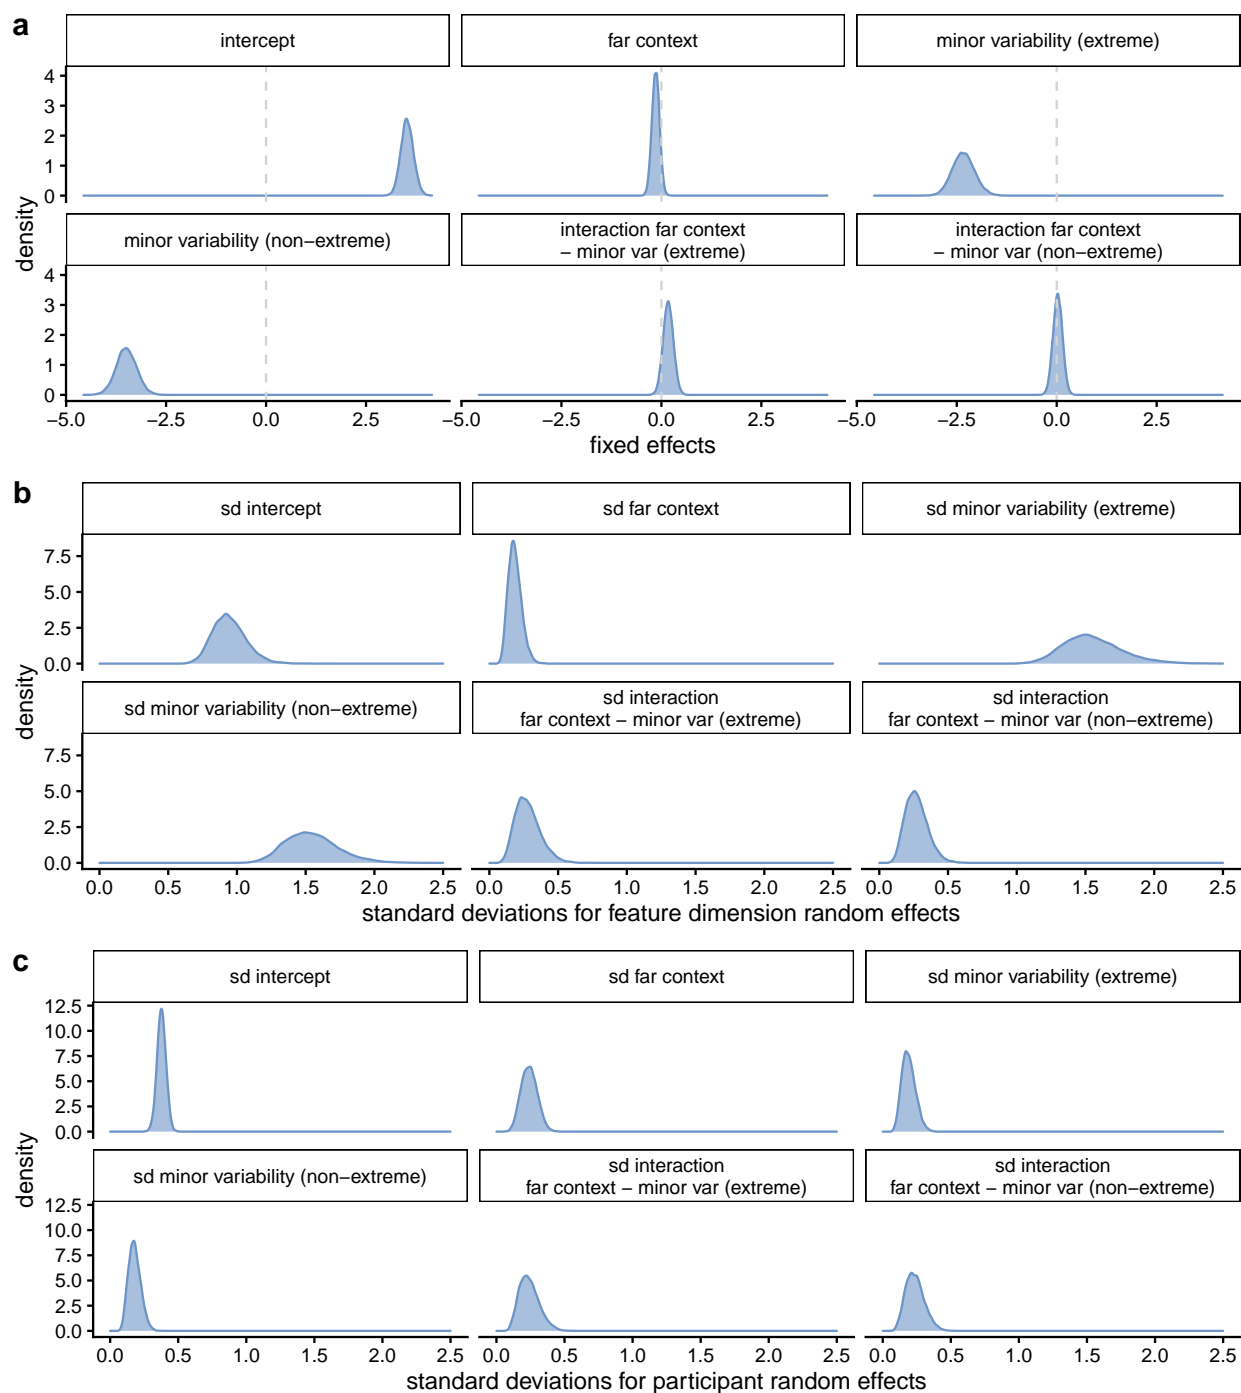 a
intercept
far context
minor variability (extreme)
4
3
2
1
0
minor variability (non−extreme)
interaction far context
− minor var (extreme)
interaction far context
− minor var (non−extreme)
4
3
2
1
0
density
−5.0 −2.5 0.0 2.5 −5.0 −2.5 0.0 2.5 −5.0 −2.5 0.0 2.5
fixed effects
b
sd intercept
sd far context
sd minor variability (extreme)
7.5
5.0
2.5
0.0
sd minor variability (non−extreme)
sd interaction
far context − minor var (extreme)
sd interaction
far context − minor var (non−extreme)
7.5
5.0
2.5
0.0
density
0.0 0.5 1.0 1.5 2.0 2.5 0.0 0.5 1.0 1.5 2.0 2.5 0.0 0.5 1.0 1.5 2.0 2.5
standard deviations for feature dimension random effects
c
sd intercept
sd far context
sd minor variability (extreme)
12.5
10.0
7.5
5.0
2.5
0.0
sd minor variability (non−extreme)
sd interaction
far context − minor var (extreme)
sd interaction
far context − minor var (non−extreme)
12.5
10.0
7.5
5.0
2.5
0.0
density
0.0 0.5 1.0 1.5 2.0 2.5 0.0 0.5 1.0 1.5 2.0 2.5 0.0 0.5 1.0 1.5 2.0 2.5
standard deviations for participant random effects